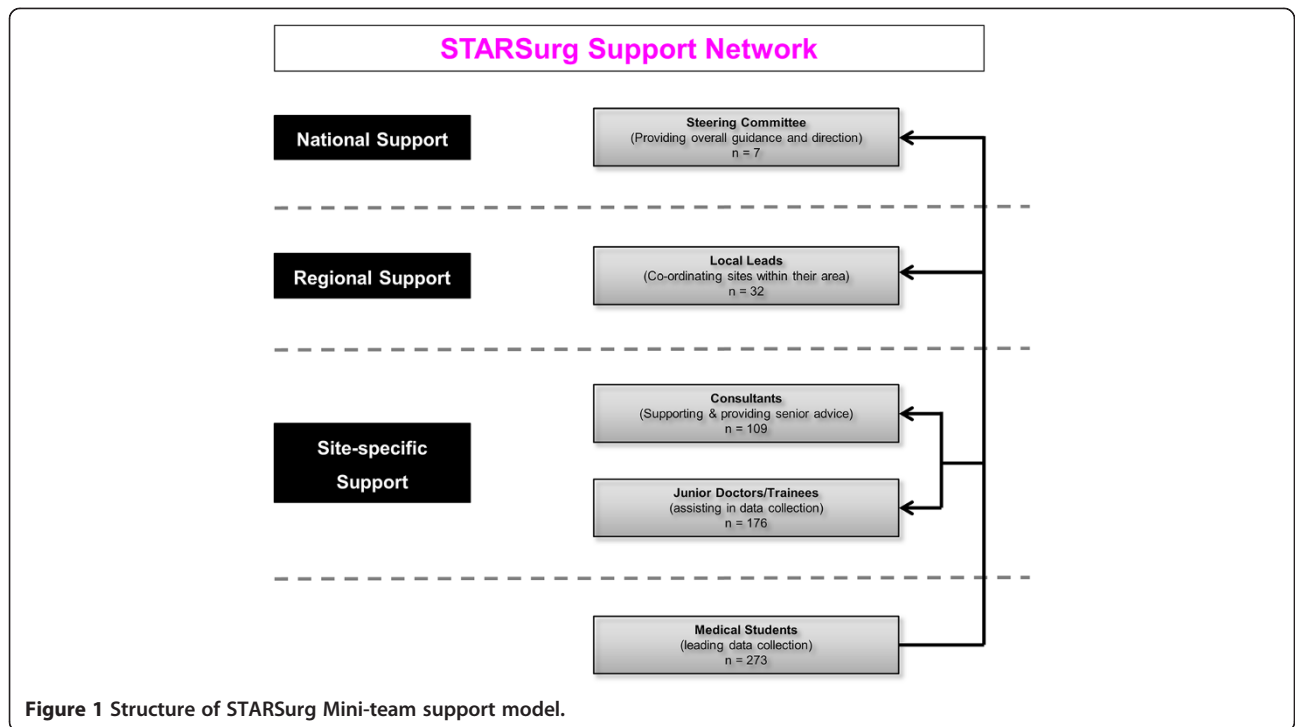 STARSurg Support Network
National Support
Steering Committee
(Providing overall guidance and direction)
n = 7
Regional Support
Local Leads
(Co-ordinating sites within their area)
n = 32
Site-specific
Support
Consultants
(Supporting & providing senior advice)
n = 109
Junior Doctors/Trainees
(assisting in data collection)
n = 176
Medical Students
(leading data collection)
n = 273
Figure 1 Structure of STARSurg Mini-team support model.